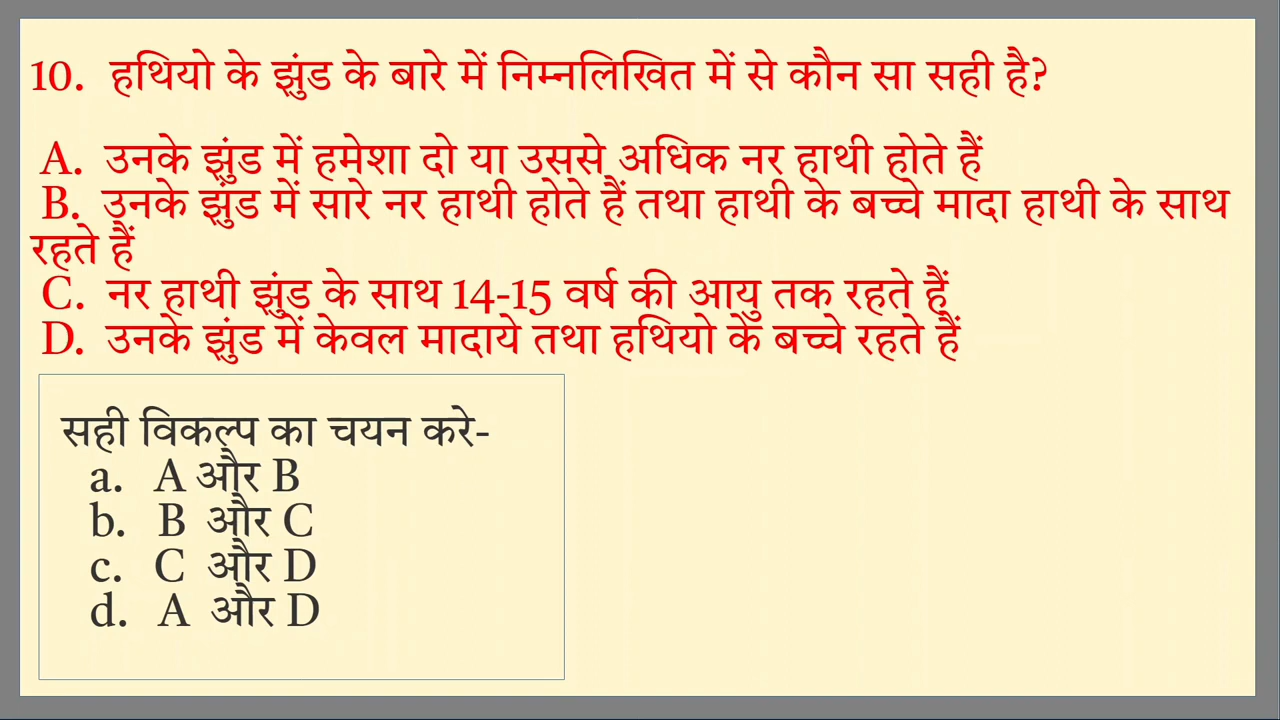 10. हथियो के झुंड के बारे में निम्नलिखित में से कौन सा सही है?
A. उनके झुंड में हमेशा दो या उससे अधिक नर हाथी होते हैं
B. उनके झुंड में सारे नर हाथी होते हैं तथा हाथी के बच्चे मादा हाथी के साथ
रहते हैं
C. नर हाथी झुंड के साथ 14-15 वर्ष की आयु तक रहते हैं
D. उनके झुंड में केवल मादाये तथा हथियो के बच्चे रहते हैं
सही विकल्प का चयन करे-
a. A और B
b. B और C
c. C और D
d. A और D